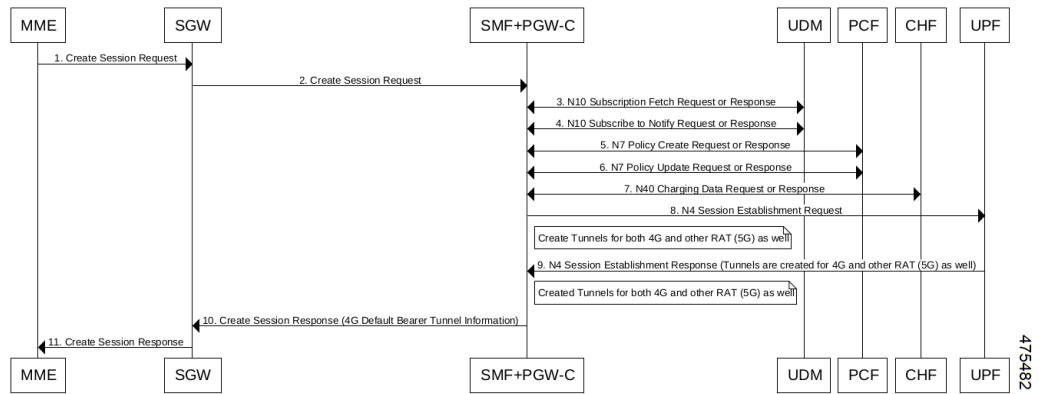 MME SGW SMF+PGW-C UDM PCF CHF UPF
1. Create Session Request
2. Create Session Request
3. N10 Subscription Fetch Request or Response
4. N10 Subscribe to Notify Request or Response
5. N7 Policy Create Request or Response
6. N7 Policy Update Request or Response
7. N40 Charging Data Request or Response
8. N4 Session Establishment Request
Create Tunnels for both 4G and other RAT (5G) as well
9. N4 Session Establishment Response (Tunnels are created for 4G and other RAT (5G) as well)
Created Tunnels for both 4G and other RAT (5G) as well
10. Create Session Response (4G Default Bearer Tunnel Information)
11. Create Session Response
MME SGW SMF+PGW-C UDM PCF CHF UPF
475482